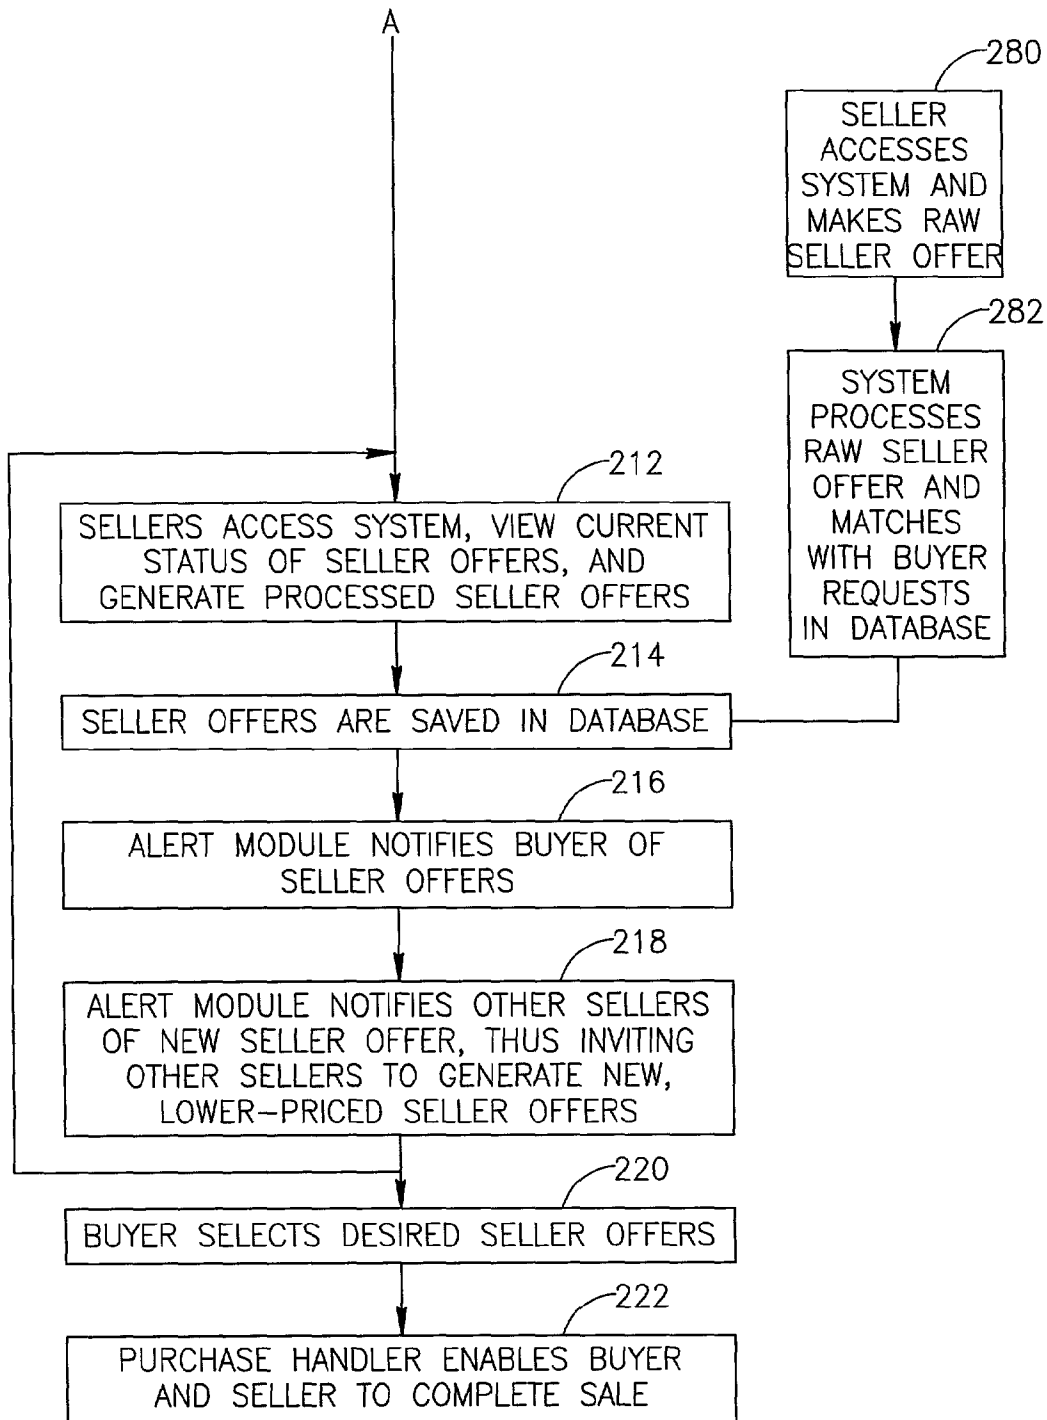 A
280
SELLER
ACCESSES
SYSTEM AND
MAKES RAW
SELLER OFFER
282
SYSTEM
PROCESSES
RAW SELLER
OFFER AND
MATCHES
WITH BUYER
REQUESTS
IN DATABASE
212
SELLERS ACCESS SYSTEM, VIEW CURRENT
STATUS OF SELLER OFFERS, AND
GENERATE PROCESSED SELLER OFFERS
214
SELLER OFFERS ARE SAVED IN DATABASE
216
ALERT MODULE NOTIFIES BUYER OF
SELLER OFFERS
218
ALERT MODULE NOTIFIES OTHER SELLERS
OF NEW SELLER OFFER, THUS INVITING
OTHER SELLERS TO GENERATE NEW,
LOWER-PRICED SELLER OFFERS
220
BUYER SELECTS DESIRED SELLER OFFERS
222
PURCHASE HANDLER ENABLES BUYER
AND SELLER TO COMPLETE SALE